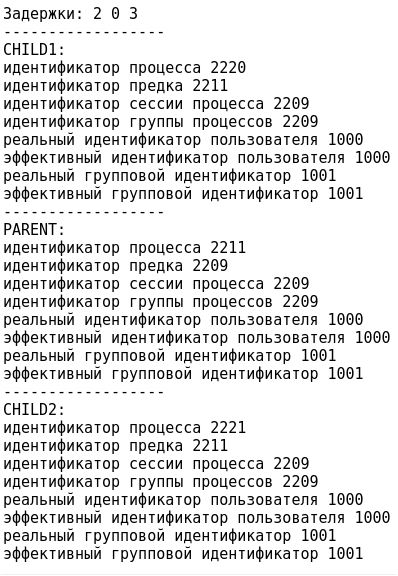 Задержки: 2 0 3
------------------
CHILD1:
идентификатор процесса 2220
идентификатор предка 2211
идентификатор сессии процесса 2209
идентификатор группы процессов 2209
реальный идентификатор пользователя 1000
эффективный идентификатор пользователя 1000
реальный групповой идентификатор 1001
эффективный групповой идентификатор 1001
------------------
PARENT:
идентификатор процесса 2211
идентификатор предка 2209
идентификатор сессии процесса 2209
идентификатор группы процессов 2209
реальный идентификатор пользователя 1000
эффективный идентификатор пользователя 1000
реальный групповой идентификатор 1001
эффективный групповой идентификатор 1001
------------------
CHILD2:
идентификатор процесса 2221
идентификатор предка 2211
идентификатор сессии процесса 2209
идентификатор группы процессов 2209
реальный идентификатор пользователя 1000
эффективный идентификатор пользователя 1000
реальный групповой идентификатор 1001
эффективный групповой идентификатор 1001